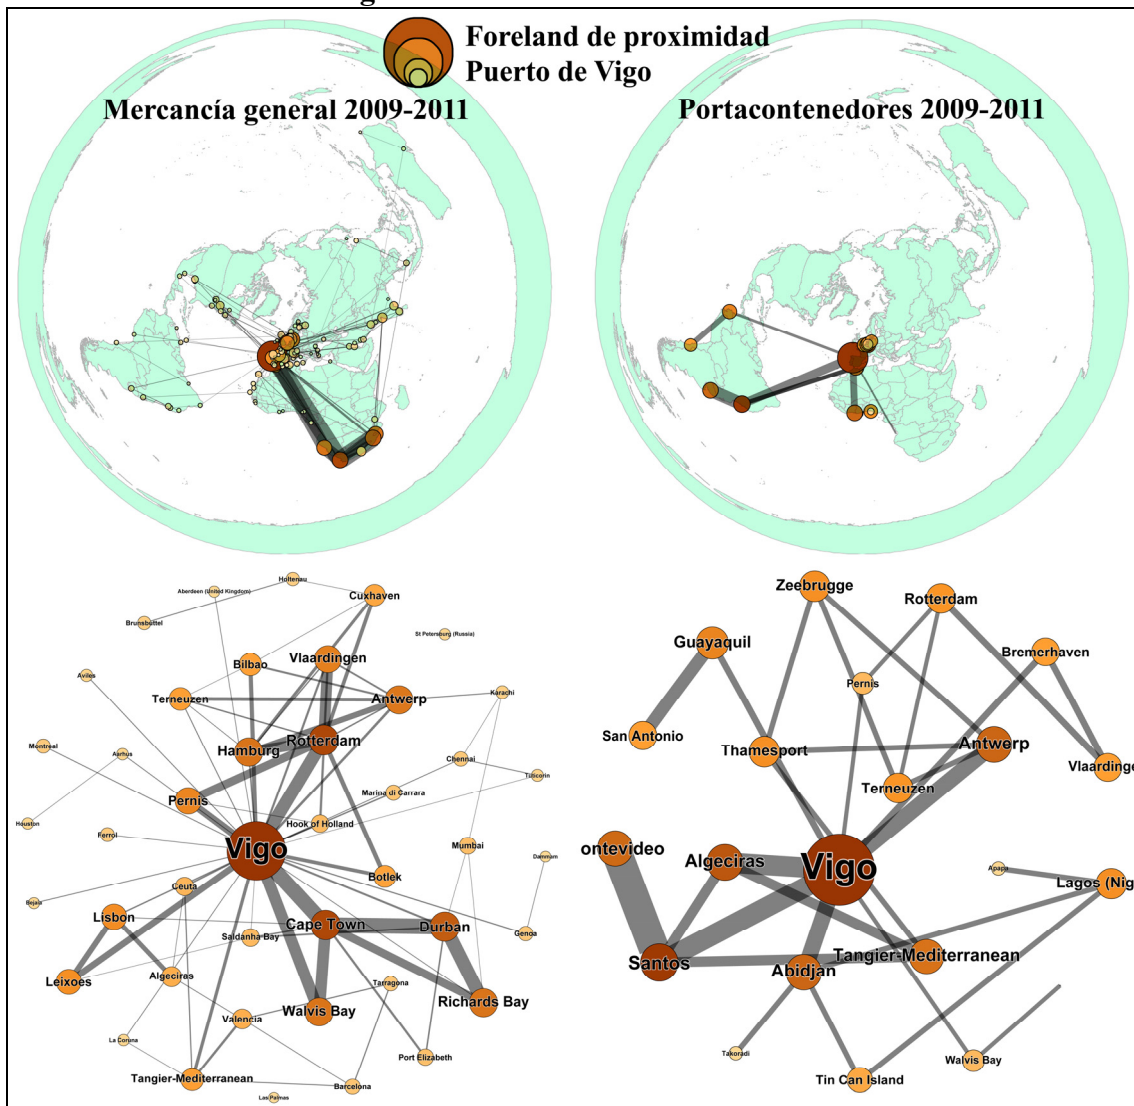 g
Foreland de proximidad
Puerto de Vigo
Mercancía general 2009-2011
Portacontenedores 2009-2011
Holtenau
Aberdeen (United Kingdom)
Cuxhaven
Brunsbüttel
St Petersburg (Russia)
Bilbao
Vlaardingen
Aviles
Terneuzen
Antwerp
Karachi
Montreal
Aarhus
Hamburg
Rotterdam
Chennai
Tuticorin
Pernis
Marina di Carrara
Houston
Hook of Holland
Ferrol
Vigo
Mumbai
Dammam
Ceuta
Botlek
Bejaia
Lisbon
Cape Town
Durban
Saldanha Bay
Genoa
Leixoes
Algeciras
Tarragona
Richards Bay
Walvis Bay
Valencia
La Coruna
Port Elizabeth
Tangier-Mediterranean
Barcelona
Las Palmas
Zeebrugge
Rotterdam
Guayaquil
Bremerhaven
Pernis
San Antonio
Thamesport
Antwerp
Vlaardinge
Terneuzen
ontevideo
Algeciras
Vigo
Apapa
Lagos (Nig
Santos
Abidjan
Tangier-Mediterranean
Takoradi
Walvis Bay
Tin Can Island